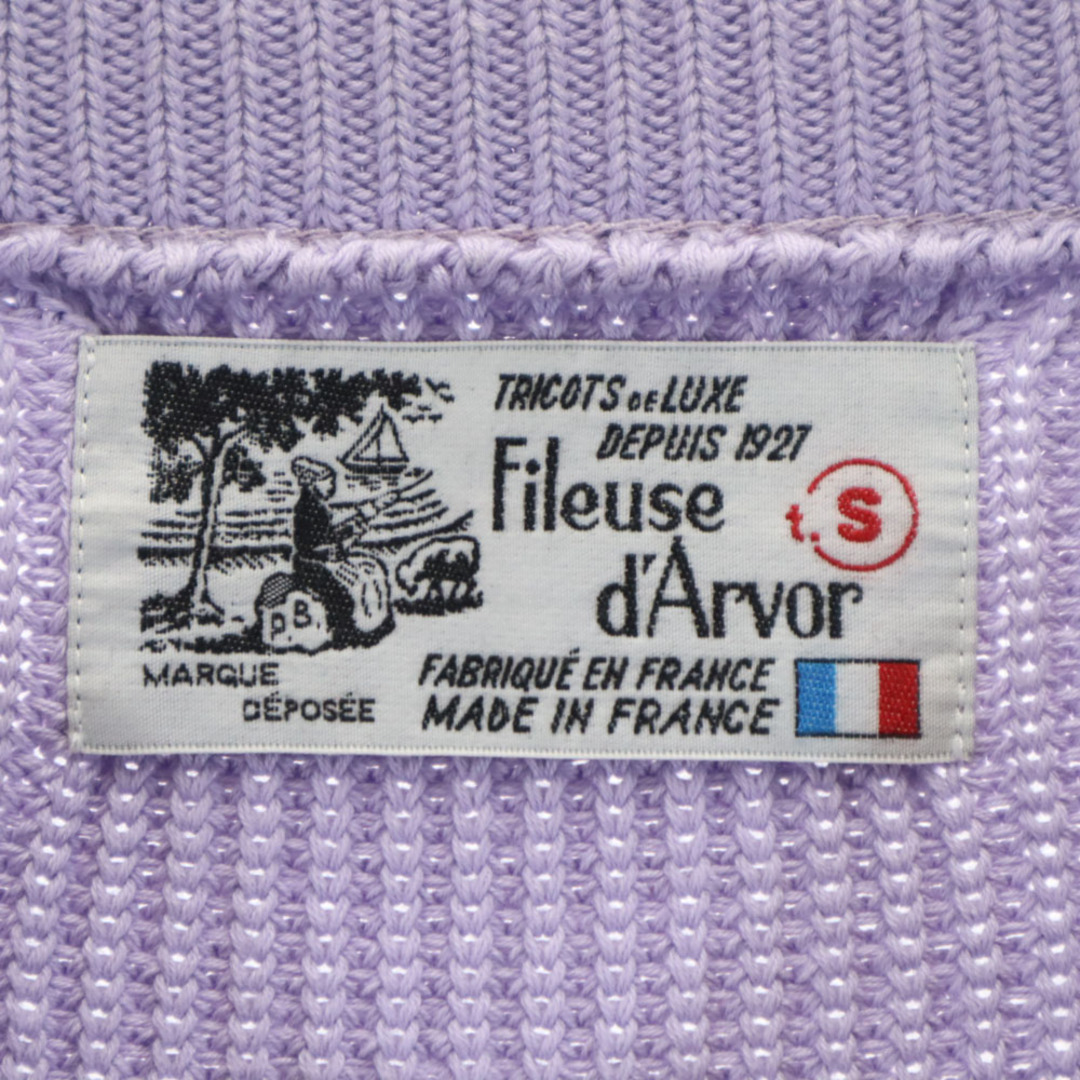 TRICOTS de LUXE
DEPUIS 1927
Fileuse
d'Arvor
t. S
P.B.
MARQUE
DÉPOSÉE
FABRIQUÉ EN FRANCE
MADE IN FRANCE